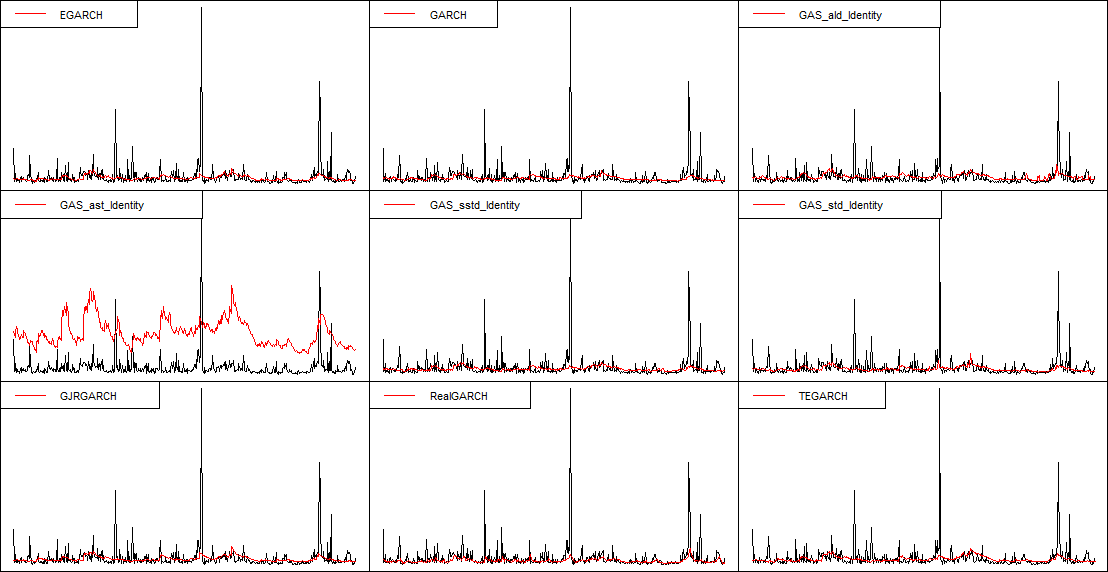 EGARCH
GARCH
GAS_ald_Identity
GAS_ast_Identity
GAS_sstd_Identity
GAS_std_Identity
GJRGARCH
RealGARCH
TEGARCH